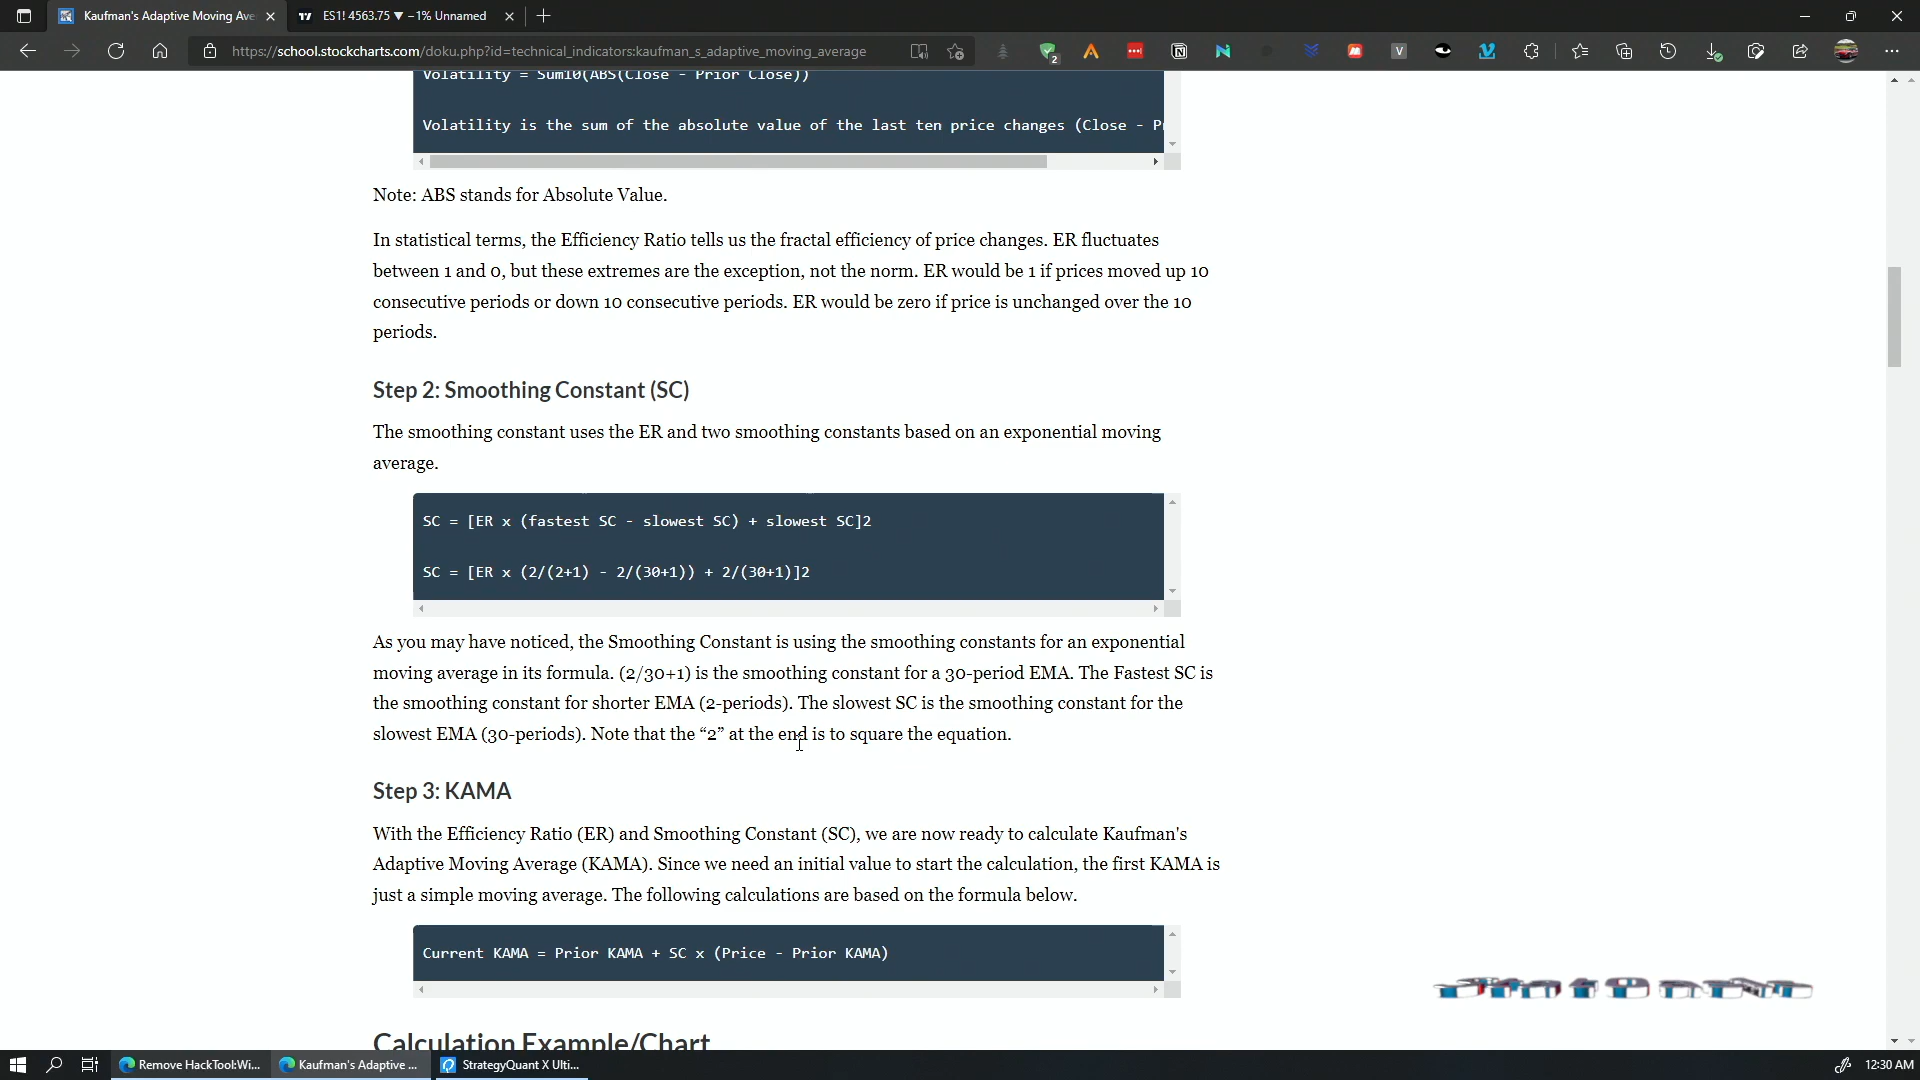 Kaufman's Adaptive Moving Ave
ES1! 4563.75 ▼ −1% Unnamed
https://school.stockcharts.com/doku.php?id=technical_indicators:kaufman_s_adaptive_moving_average
2
V
Volatility = Sum10(ABS(Close - Prior Close))
Volatility is the sum of the absolute value of the last ten price changes (Close - Pr
Note: ABS stands for Absolute Value.
In statistical terms, the Efficiency Ratio tells us the fractal efficiency of price changes. ER fluctuates
between 1 and 0, but these extremes are the exception, not the norm. ER would be 1 if prices moved up 10
consecutive periods or down 10 consecutive periods. ER would be zero if price is unchanged over the 10
periods.
Step 2: Smoothing Constant (SC)
The smoothing constant uses the ER and two smoothing constants based on an exponential moving
average.
SC = [ER x (fastest SC - slowest SC) + slowest SC]2
SC = [ER x (2/(2+1) - 2/(30+1)) + 2/(30+1)]2
As you may have noticed, the Smoothing Constant is using the smoothing constants for an exponential
moving average in its formula. (2/30+1) is the smoothing constant for a 30-period EMA. The Fastest SC is
the smoothing constant for shorter EMA (2-periods). The slowest SC is the smoothing constant for the
slowest EMA (30-periods). Note that the “2” at the end is to square the equation.
Step 3: KAMA
With the Efficiency Ratio (ER) and Smoothing Constant (SC), we are now ready to calculate Kaufman's
Adaptive Moving Average (KAMA). Since we need an initial value to start the calculation, the first KAMA is
just a simple moving average. The following calculations are based on the formula below.
Current KAMA = Prior KAMA + SC x (Price - Prior KAMA)
Calculation Example/Chart
Remove HackTool:Wi...
Kaufman's Adaptive ...
StrategyQuant X Ulti...
12:30 AM